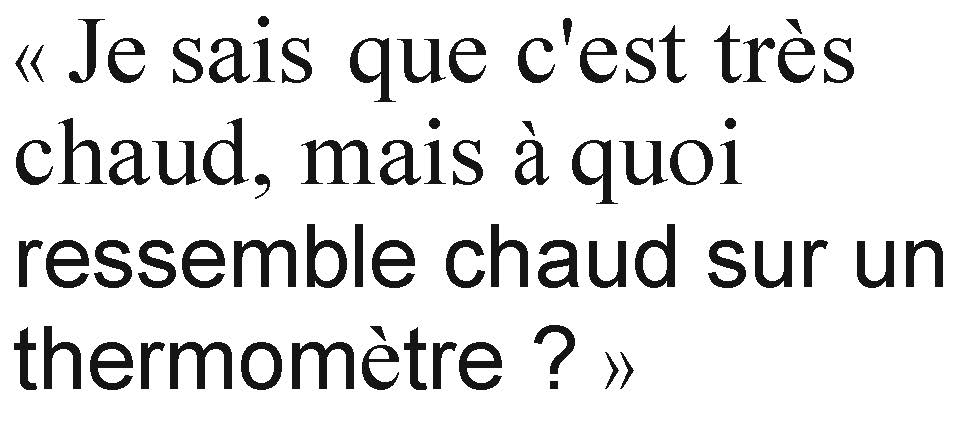 « Je sais que c'est très
chaud, mais à quoi
ressemble chaud sur un
thermomètre ? »